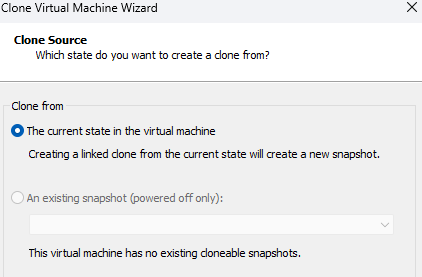 Clone Virtual Machine Wizard
Clone Source
Which state do you want to create a clone from?
Clone from
The current state in the virtual machine
Creating a linked clone from the current state will create a new snapshot.
An existing snapshot (powered off only):
This virtual machine has no existing cloneable snapshots.